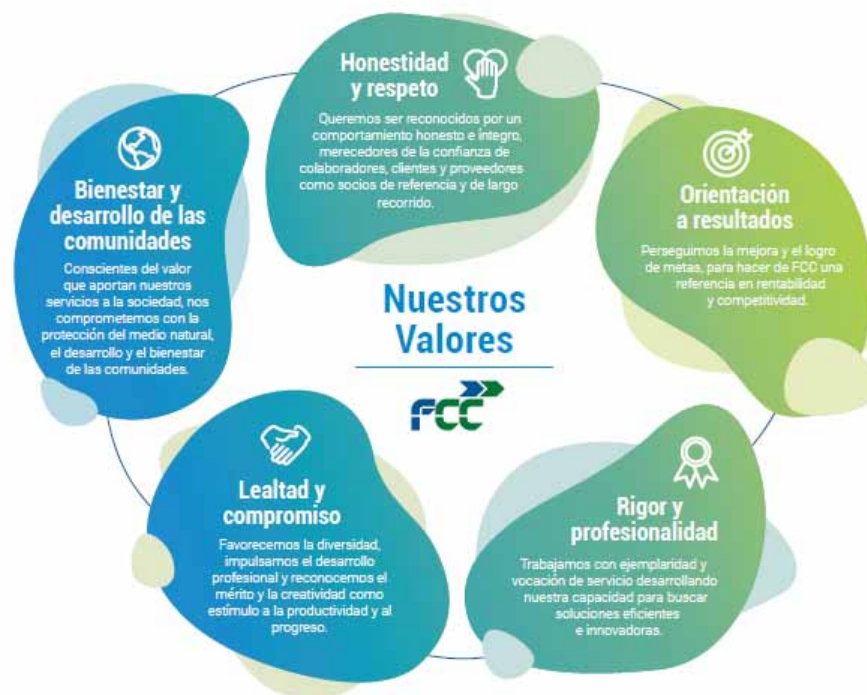 Honestidad
y respeto
Queremos ser reconocidos por un
comportamiento honesto e íntegro,
merecedores de la confianza de
colaboradores, clientes y proveedores
como socios de referencia y de largo
recorrido.
Orientación
a resultados
Perseguimos la mejora y el logro
de metas, para hacer de FCC una
referencia en rentabilidad
y competitividad.
Rigor y
profesionalidad
Trabajamos con ejemplaridad y
vocación de servicio desarrollando
nuestra capacidad para buscar
soluciones eficientes
e innovadoras.
Lealtad y
compromiso
Favorecemos la diversidad,
impulsamos el desarrollo
profesional y reconocemos el
mérito y la creatividad como
estímulo a la productividad y al
progreso.
Bienestar y
desarrollo de las
comunidades
Conscientes del valor
que aportan nuestros
servicios a la sociedad, nos
comprometemos con la
protección del medio natural,
el desarrollo y el bienestar
de las comunidades.
Nuestros
Valores
FCC